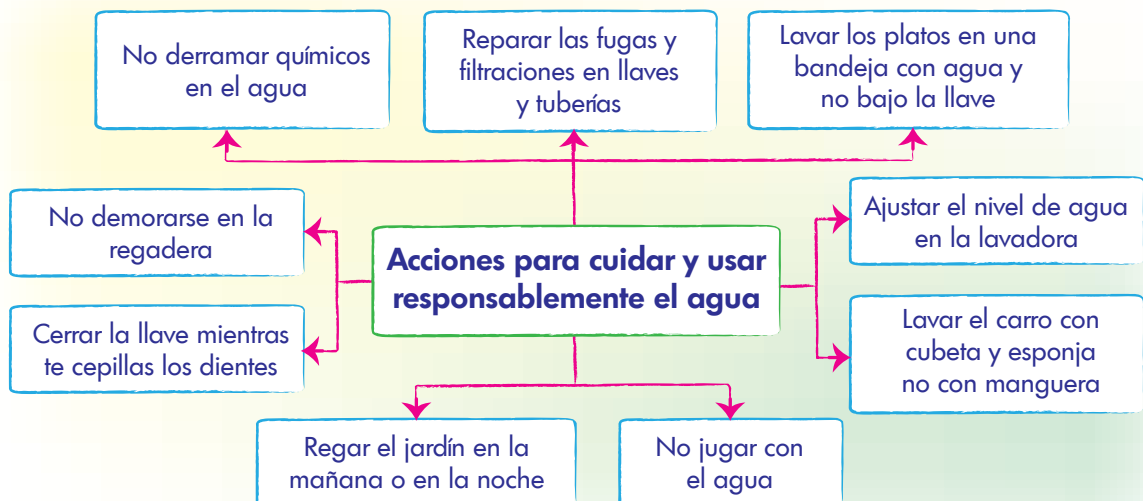 No derramar químicos
en el agua
Reparar las fugas y
filtraciones en llaves
y tuberías
Lavar los platos en una
bandeja con agua y
no bajo la llave
No demorarse en la
regadera
Acciones para cuidar y usar
responsablemente el agua
Ajustar el nivel de agua
en la lavadora
Cerrar la llave mientras
te cepillas los dientes
Lavar el carro con
cubeta y esponja
no con manguera
Regar el jardín en la
mañana o en la noche
No jugar con
el agua